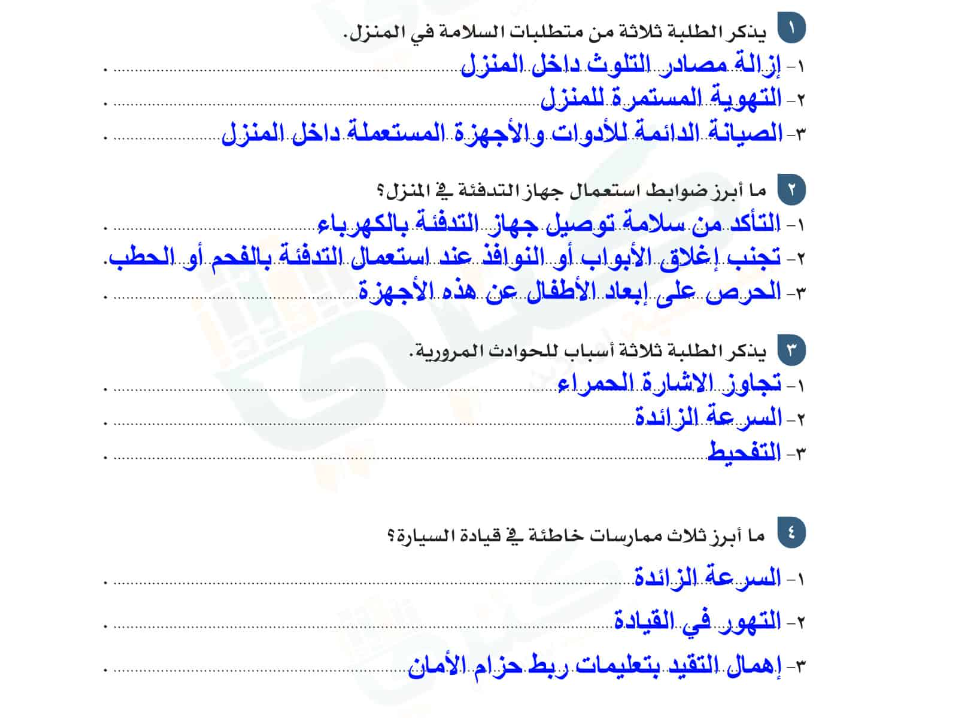 ١ يذكر الطلبة ثلاثة من متطلبات السلامة في المنزل.
١- إزالة مصادر التلوث داخل المنزل .
٢- التهوية المستمرة للمنزل .
٣- الصيانة الدائمة للأدوات والأجهزة المستعملة داخل المنزل .
٢ ما أبرز ضوابط استعمال جهاز التدفئة في المنزل؟
١- التأكد من سلامة توصيل جهاز التدفئة بالكهرباء .
٢- تجنب إغلاق الأبواب أو النوافذ عند استعمال التدفئة بالفحم أو الحطب.
٣- الحرص على إبعاد الأطفال عن هذه الأجهزة .
٣ يذكر الطلبة ثلاثة أسباب للحوادث المرورية.
١- تجاوز الاشارة الحمراء .
٢- السرعة الزائدة .
٣- التفحيط .
٤ ما أبرز ثلاث ممارسات خاطئة في قيادة السيارة؟
١- السرعة الزائدة .
٢- التهور في القيادة .
٣- إهمال التقيد بتعليمات ربط حزام الأمان .